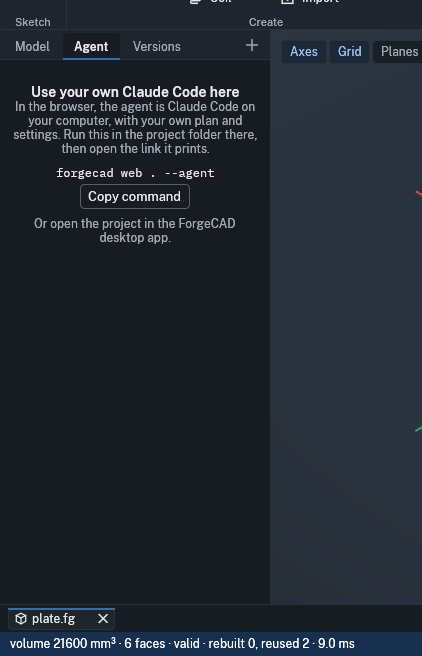 Sketch
Create
Model
Agent
Versions
Axes
Grid
Planes
Use your own Claude Code here
In the browser, the agent is Claude Code on
your computer, with your own plan and
settings. Run this in the project folder there,
then open the link it prints.
forgecad web . --agent
Copy command
Or open the project in the ForgeCAD
desktop app.
plate.fg
volume 21600 mm³ · 6 faces · valid · rebuilt 0, reused 2 · 9.0 ms